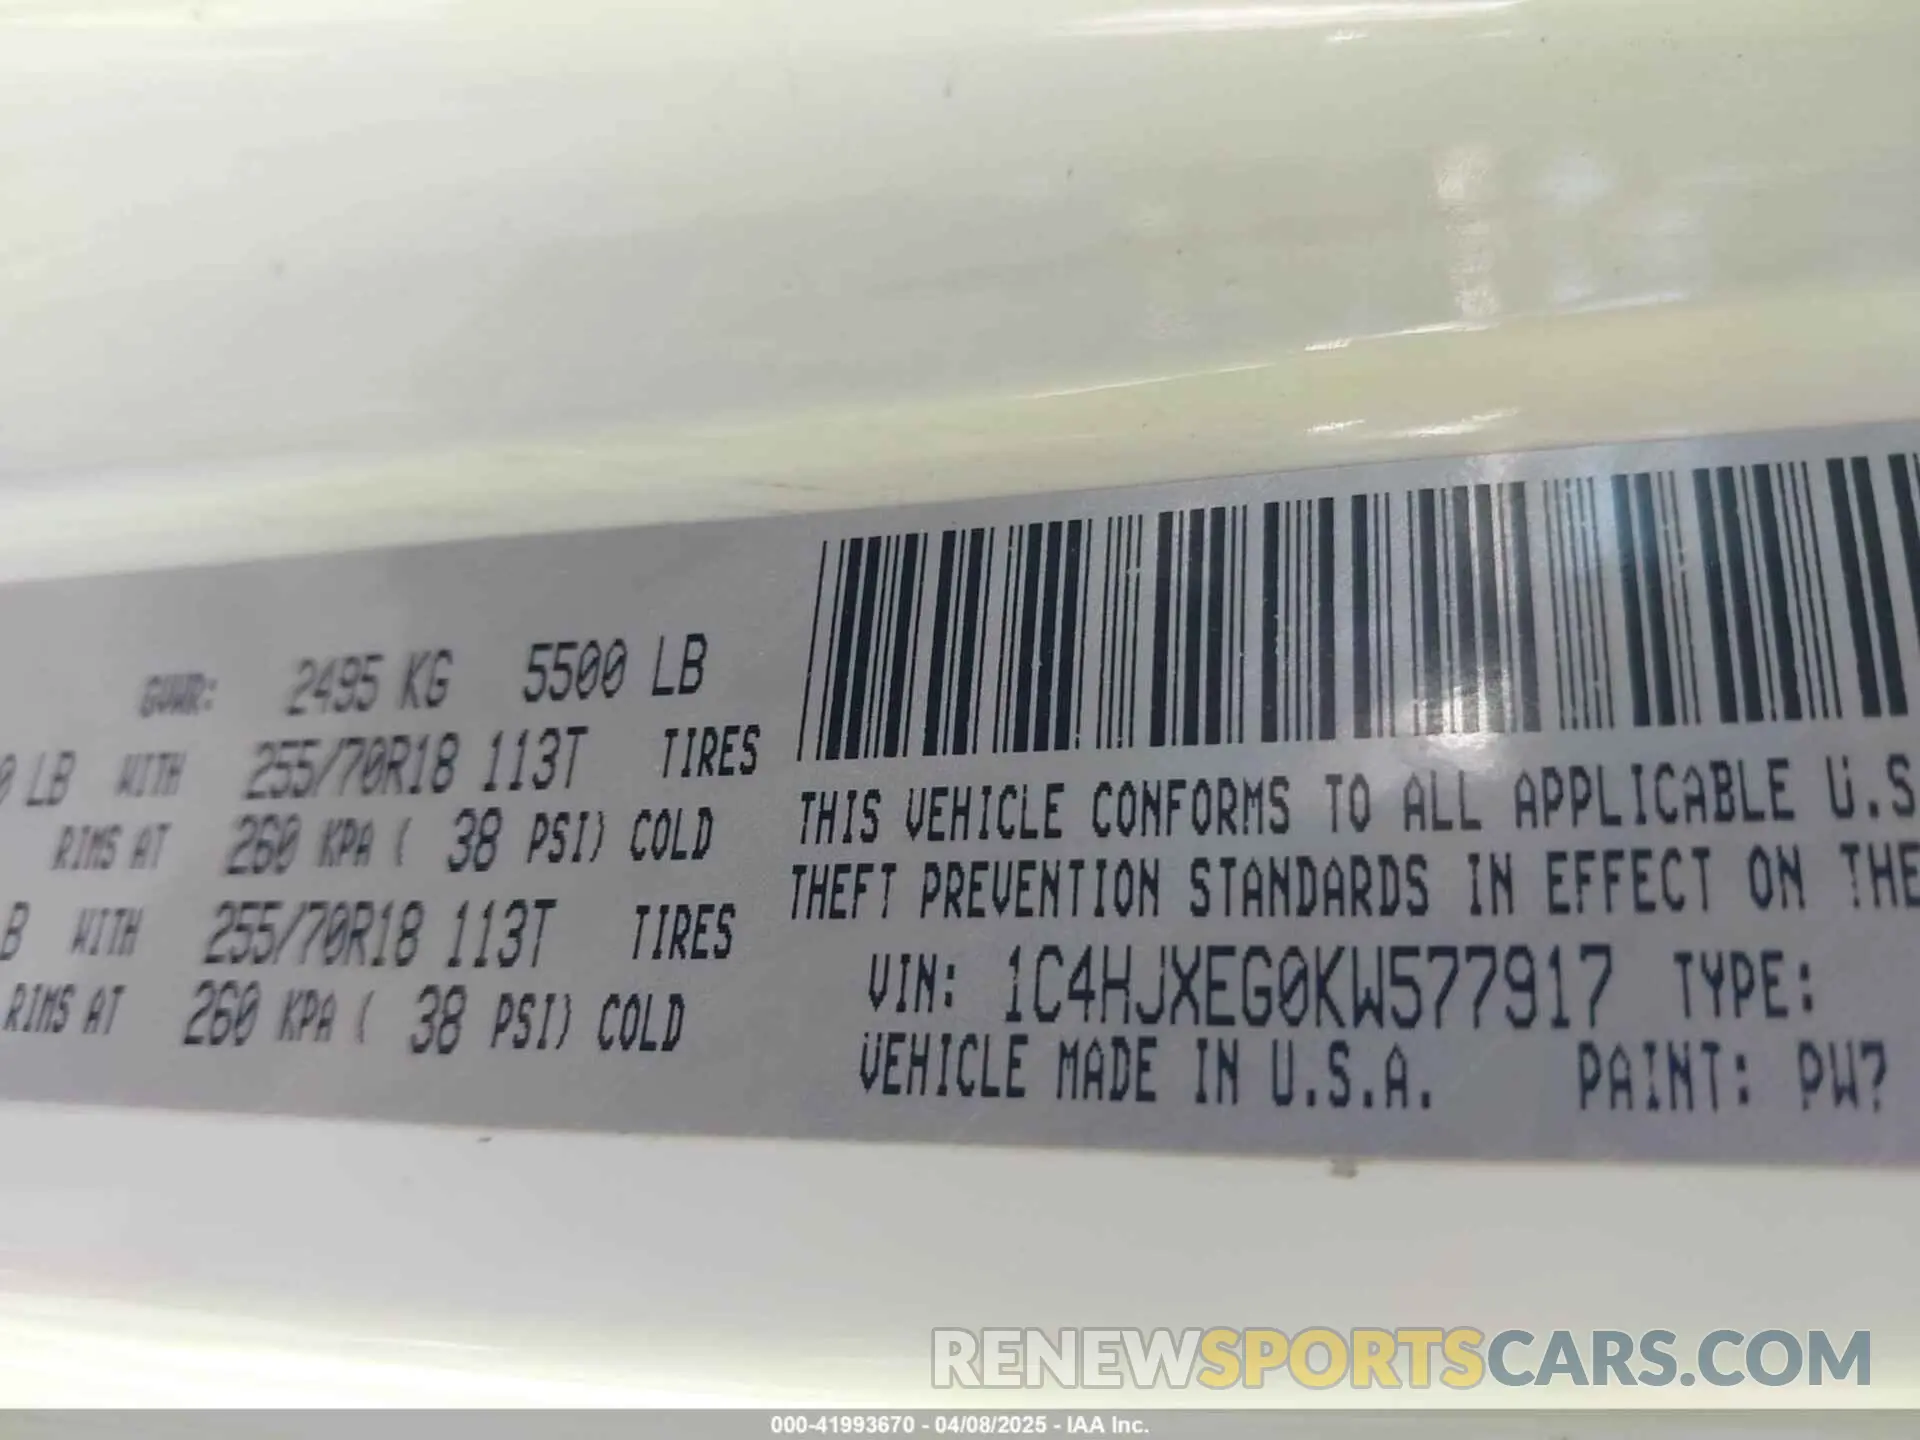 GVWR: 2495 KG 5500 LB
0 LB WITH 255/70R18 113T TIRES
RIMS AT 260 KPA ( 38 PSI) COLD
B WITH 255/70R18 113T TIRES
RIMS AT 260 KPA ( 38 PSI) COLD
THIS VEHICLE CONFORMS TO ALL APPLICABLE U.S
THEFT PREVENTION STANDARDS IN EFFECT ON THE
VIN: 1C4HJXEG0KW577917 TYPE:
VEHICLE MADE IN U.S.A. PAINT: PW7
RENEWSPORTSCARS.COM
000-41993670 - 04/08/2025 - IAA Inc.